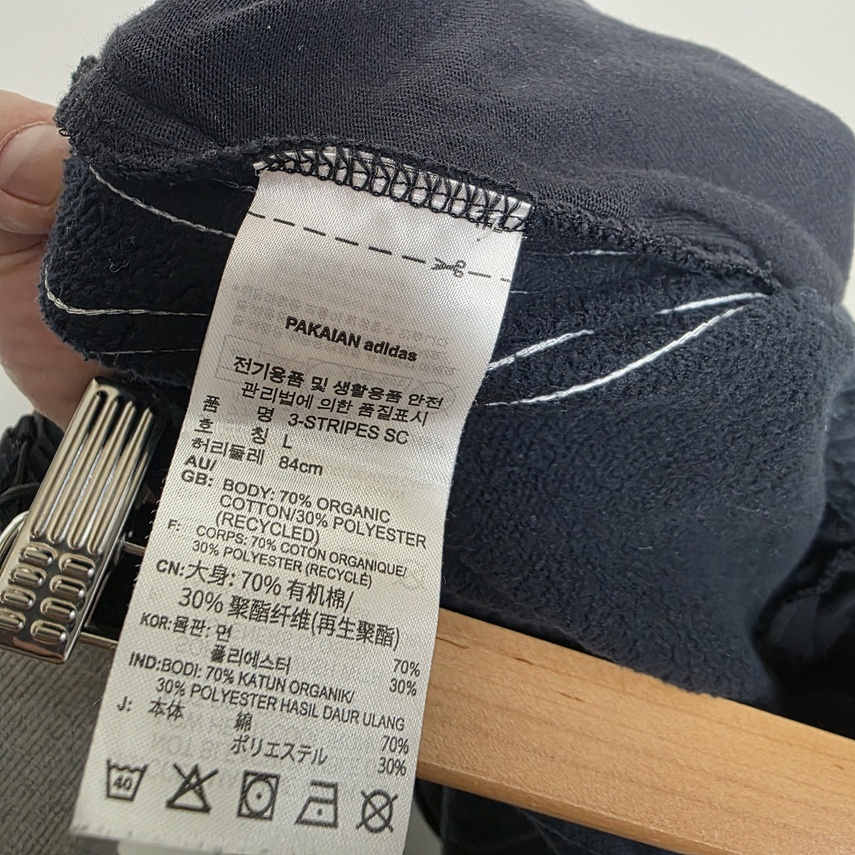 PAKAIAN adidas
전기용품 및 생활용품 안전
관리법에 의한 품질표시
품 명 3-STRIPES SC
호 칭 L
허리둘레 84cm
AU/
GB: BODY: 70% ORGANIC
COTTON/30% POLYESTER
(RECYCLED)
F: CORPS: 70% COTON ORGANIQUE/
30% POLYESTER (RECYCLÉ)
CN:大身: 70% 有机棉/
30% 聚酯纤维(再生聚酯)
KOR:몸판: 면 70%
폴리에스터 30%
IND:BODI: 70% KATUN ORGANIK/
30% POLYESTER HASIL DAUR ULANG
J: 本体 綿 70%
ポリエステル 30%
40